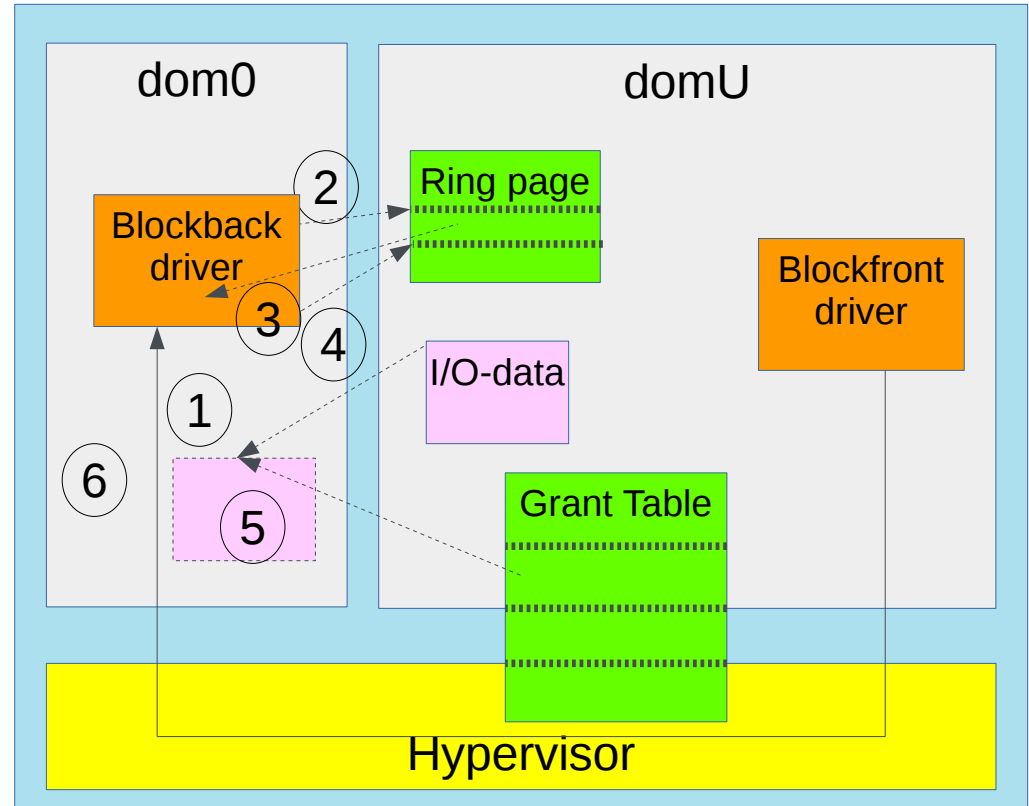 dom0
domU
2
Ring page
Blockback
driver
Blockfront
driver
3
4
I/O-data
1
6
5
Grant Table
Hypervisor